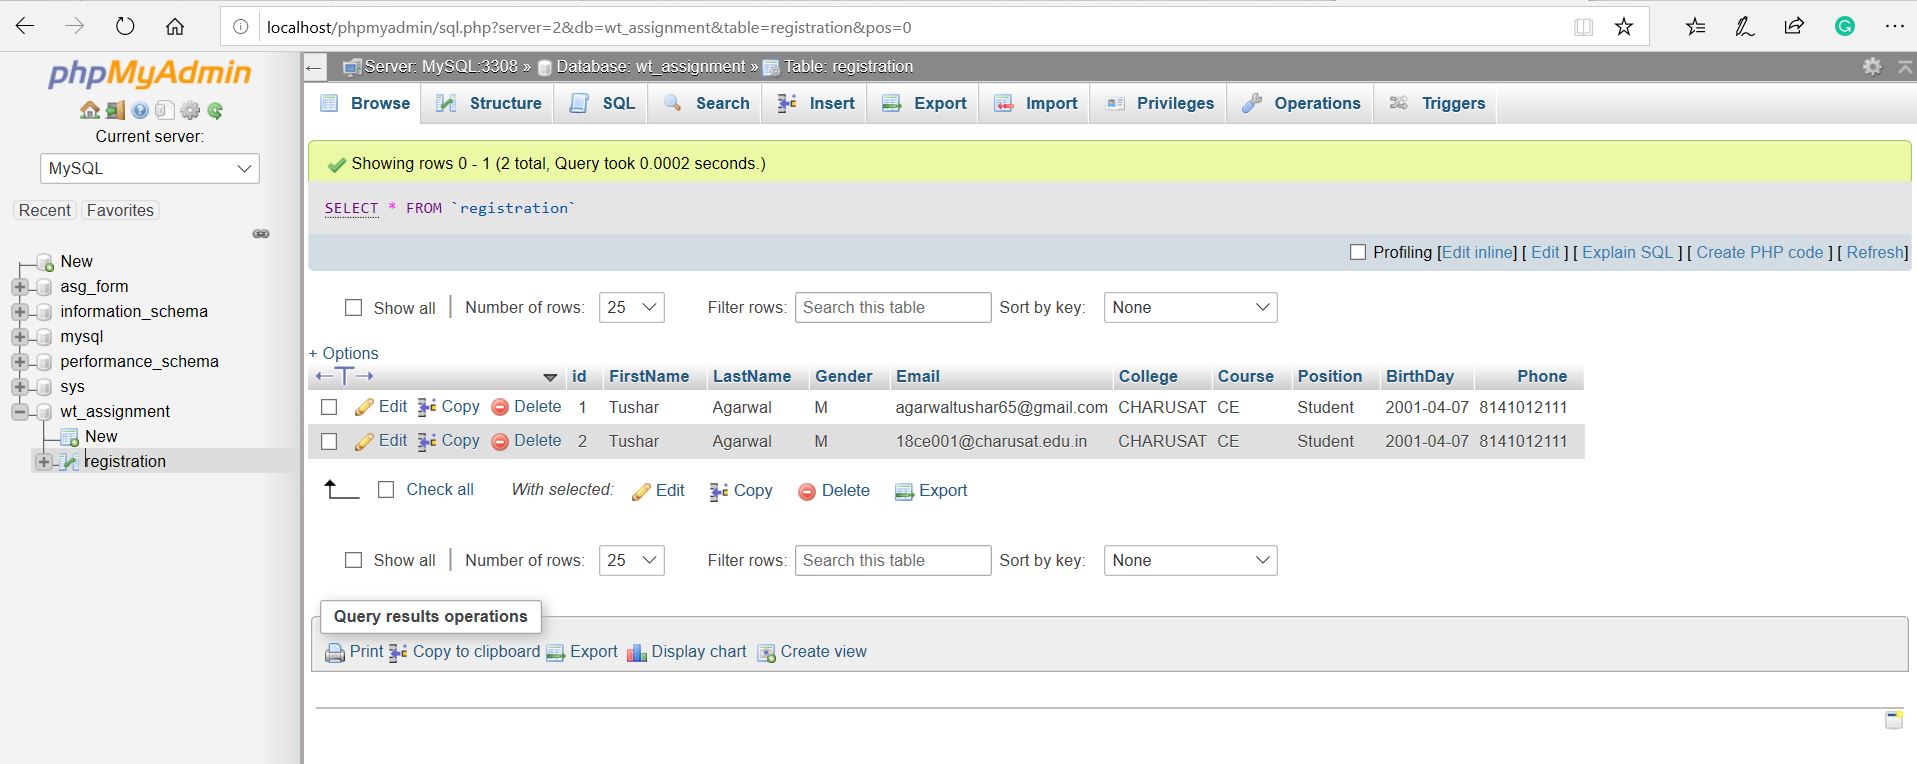 localhost/phpmyadmin/sql.php?server=2&db=wt_assignment&table=registration&pos=0
phpMyAdmin
Current server:
MySQL
Recent Favorites
New
asg_form
information_schema
mysql
performance_schema
sys
wt_assignment
New
registration
Server: MySQL:3308 » Database: wt_assignment » Table: registration
Browse Structure SQL Search Insert Export Import Privileges Operations Triggers
Showing rows 0 - 1 (2 total, Query took 0.0002 seconds.)
SELECT * FROM `registration`
Profiling [Edit inline] [ Edit ] [ Explain SQL ] [ Create PHP code ] [ Refresh]
Show all | Number of rows: 25 Filter rows: Search this table Sort by key: None
+ Options
←T→ id FirstName LastName Gender Email College Course Position BirthDay Phone
Edit Copy Delete 1 Tushar Agarwal M agarwaltushar65@gmail.com CHARUSAT CE Student 2001-04-07 8141012111
Edit Copy Delete 2 Tushar Agarwal M 18ce001@charusat.edu.in CHARUSAT CE Student 2001-04-07 8141012111
Check all With selected: Edit Copy Delete Export
Show all | Number of rows: 25 Filter rows: Search this table Sort by key: None
Query results operations
Print Copy to clipboard Export Display chart Create view